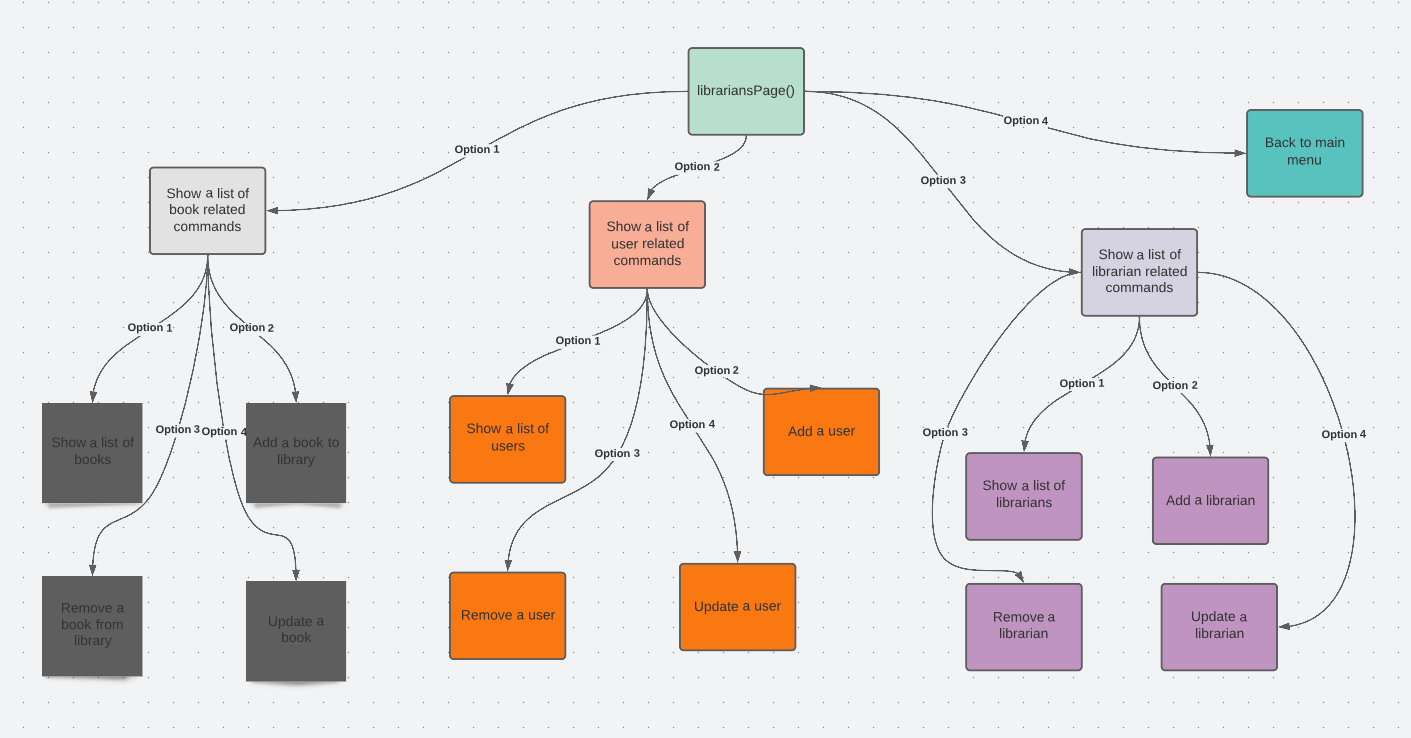 librariansPage()
Option 4
Back to main
menu
Option 1
Option 2
Option 3
Show a list of
book related
commands
Show a list of
user related
commands
Show a list of
librarian related
commands
Option 1
Option 2
Option 3
Option 4
Show a list of
books
Add a book to
library
Remove a
book from
library
Update a
book
Option 1
Option 2
Option 3
Option 4
Show a list of
users
Add a user
Remove a user
Update a user
Option 1
Option 2
Option 3
Option 4
Show a list of
librarians
Add a librarian
Remove a
librarian
Update a
librarian